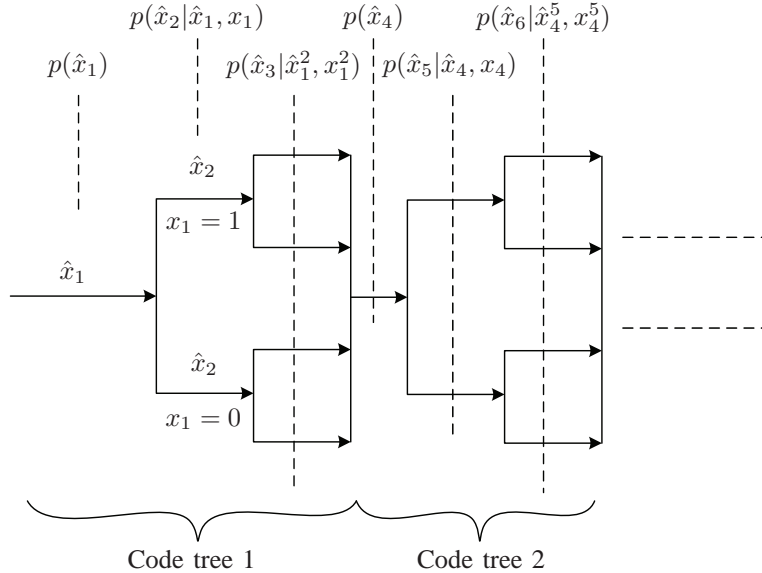 p(x̂₂|x̂₁, x₁)
p(x̂₄)
p(x̂₆|x̂₄⁵, x₄⁵)
p(x̂₁)
p(x̂₃|x̂₁², x₁²)
p(x̂₅|x̂₄, x₄)
x̂₂
x₁ = 1
x̂₁
x̂₂
x₁ = 0
Code tree 1
Code tree 2